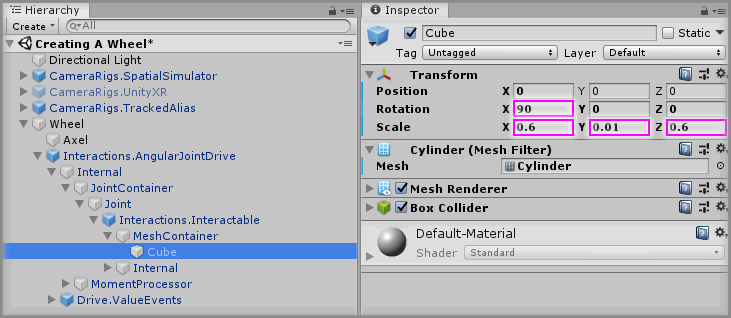 Hierarchy
Create
All
Creating A Wheel*
Directional Light
CameraRigs.SpatialSimulator
CameraRigs.UnityXR
CameraRigs.TrackedAlias
Wheel
Axel
Interactions.AngularJointDrive
Internal
JointContainer
Joint
Interactions.Interactable
MeshContainer
Cube
Internal
MomentProcessor
Drive.ValueEvents
Inspector
Cube Static
Tag Untagged Layer Default
Transform
Position X 0 Y 0 Z 0
Rotation X 90 Y 0 Z 0
Scale X 0.6 Y 0.01 Z 0.6
Cylinder (Mesh Filter)
Mesh Cylinder
Mesh Renderer
Box Collider
Default-Material
Shader Standard